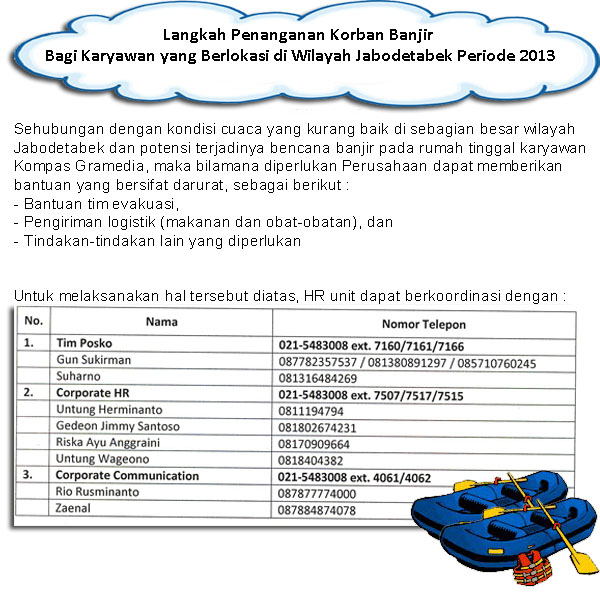 Langkah Penanganan Korban Banjir
Bagi Karyawan yang Berlokasi di Wilayah Jabodetabek Periode 2013
Sehubungan dengan kondisi cuaca yang kurang baik di sebagian besar wilayah
Jabodetabek dan potensi terjadinya bencana banjir pada rumah tinggal karyawan
Kompas Gramedia, maka bilamana diperlukan Perusahaan dapat memberikan
bantuan yang bersifat darurat, sebagai berikut :
- Bantuan tim evakuasi,
- Pengiriman logistik (makanan dan obat-obatan), dan
- Tindakan-tindakan lain yang diperlukan
Untuk melaksanakan hal tersebut diatas, HR unit dapat berkoordinasi dengan :
No. Nama Nomor Telepon
1. Tim Posko 021-5483008 ext. 7160/7161/7166
Gun Sukirman 087782357537 / 081380891297 / 085710760245
Suharno 081316484269
2. Corporate HR 021-5483008 ext. 7507/7517/7515
Untung Herminanto 0811194794
Gedeon Jimmy Santoso 081802674231
Riska Ayu Anggraini 08170909664
Untung Wageono 0818404382
3. Corporate Communication 021-5483008 ext. 4061/4062
Rio Rusminanto 087877774000
Zaenal 087884874078